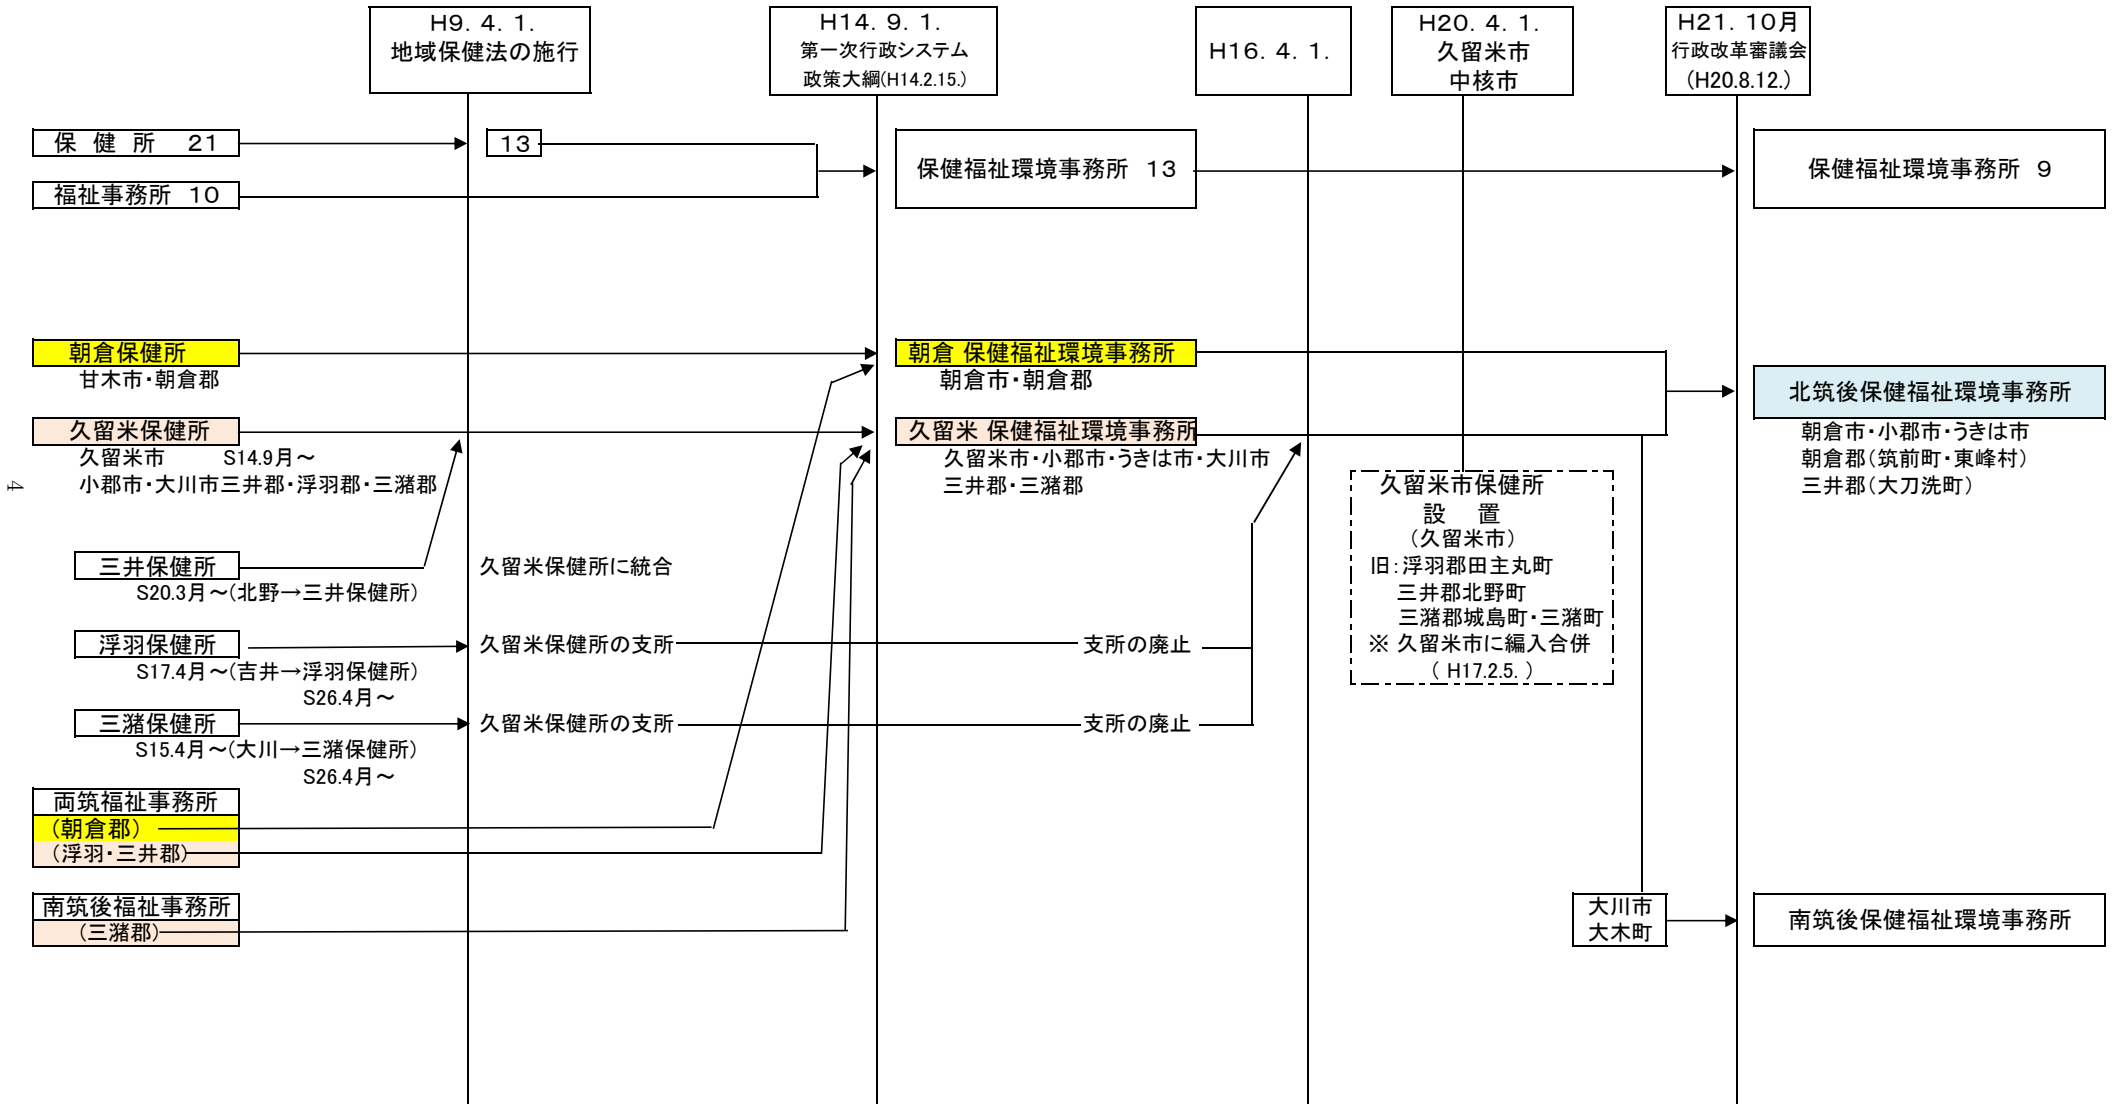 H9．4．1．
地域保健法の施行
H14．9．1．
第一次行政システム
政策大綱(H14.2.15.)
H16．4．1．
H20．4．1．
久留米市
中核市
H21．10月
行政改革審議会
(H20.8.12.)
保 健 所　21
13
福祉事務所　10
保健福祉環境事務所　13
保健福祉環境事務所　9
朝倉保健所
甘木市・朝倉郡
朝倉 保健福祉環境事務所
朝倉市・朝倉郡
北筑後保健福祉環境事務所
朝倉市・小郡市・うきは市
朝倉郡(筑前町・東峰村)
三井郡(大刀洗町)
久留米保健所
久留米市　S14.9月～
小郡市・大川市三井郡・浮羽郡・三潴郡
久留米 保健福祉環境事務所
久留米市・小郡市・うきは市・大川市
三井郡・三潴郡
4
久留米市保健所
設　置
（久留米市）
旧：浮羽郡田主丸町
三井郡北野町
三潴郡城島町・三潴町
※ 久留米市に編入合併
( H17.2.5. )
三井保健所
久留米保健所に統合
S20.3月～(北野→三井保健所)
浮羽保健所
久留米保健所の支所
支所の廃止
S17.4月～(吉井→浮羽保健所)
S26.4月～
三潴保健所
久留米保健所の支所
支所の廃止
S15.4月～(大川→三潴保健所)
S26.4月～
両筑福祉事務所
(朝倉郡)
(浮羽・三井郡)
南筑後福祉事務所
(三潴郡)
大川市
大木町
南筑後保健福祉環境事務所